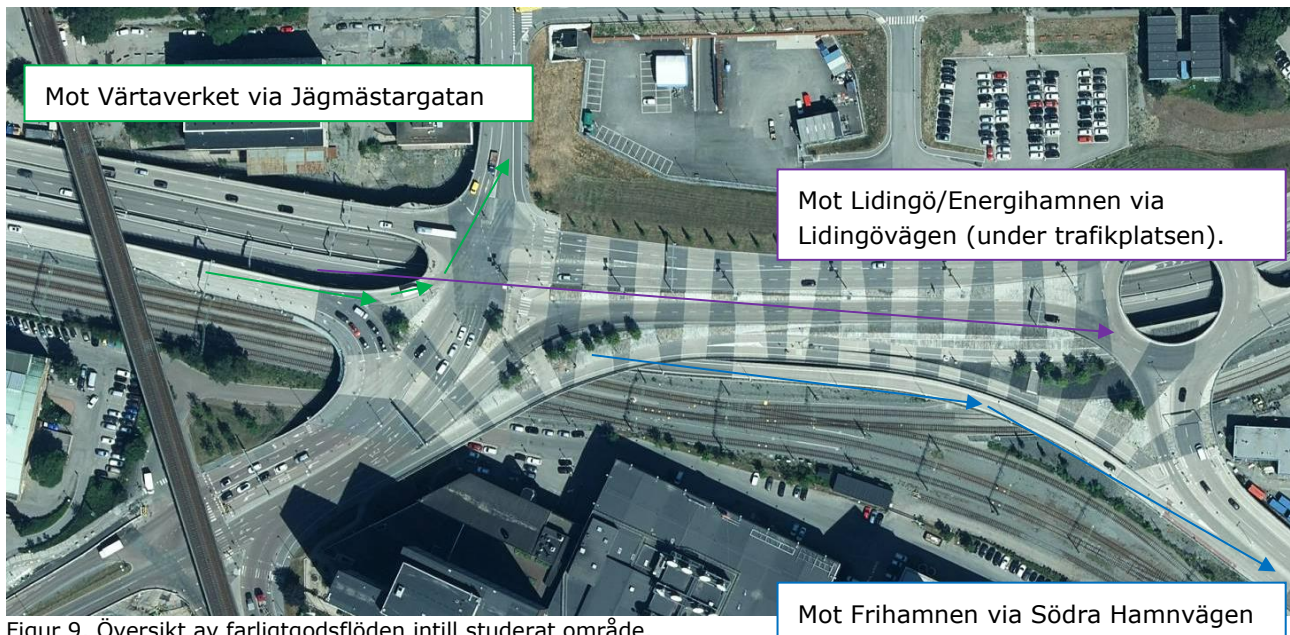 Mot Värtaverket via Jägmästargatan
Mot Lidingö/Energihamnen via
Lidingövägen (under trafikplatsen).
Mot Frihamnen via Södra Hamnvägen
Figur 9. Översikt av farligtgodsflöden intill studerat område